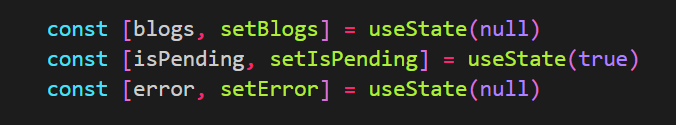 const [blogs, setBlogs] = useState(null)
const [isPending, setIsPending] = useState(true)
const [error, setError] = useState(null)